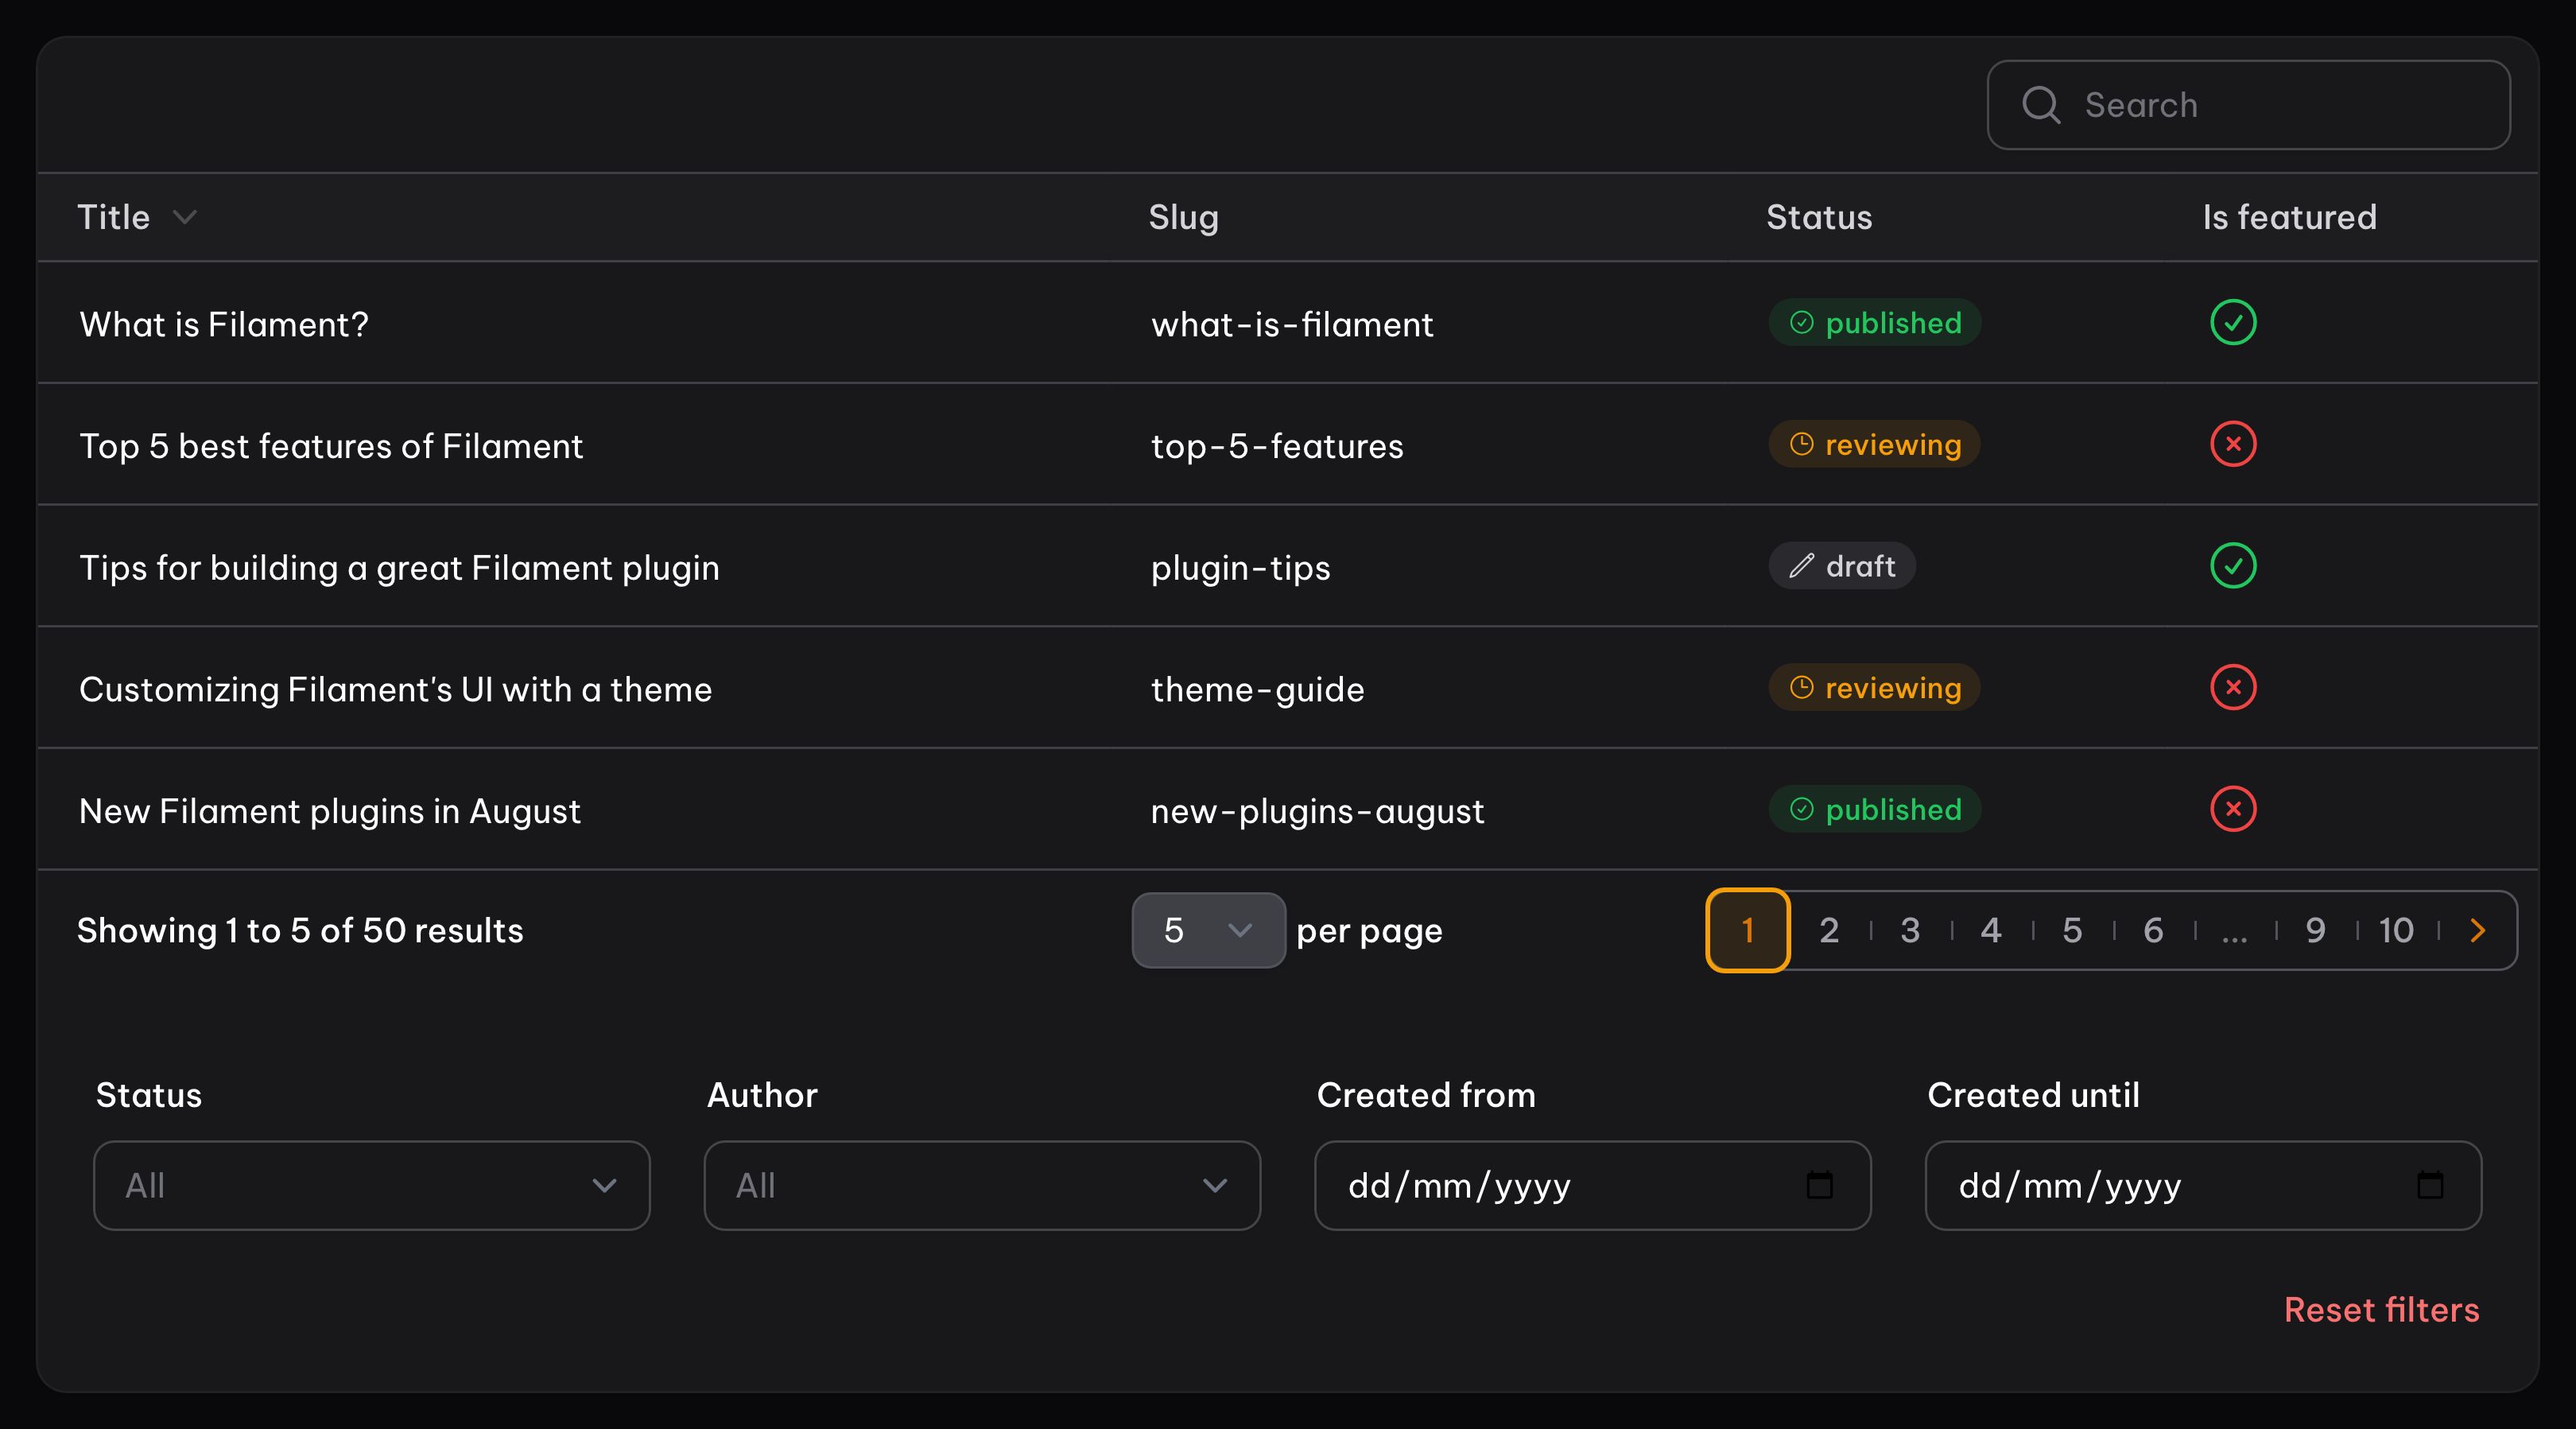 Search
Title Slug Status Is featured
What is Filament? what-is-filament published
Top 5 best features of Filament top-5-features reviewing
Tips for building a great Filament plugin plugin-tips draft
Customizing Filament's UI with a theme theme-guide reviewing
New Filament plugins in August new-plugins-august published
Showing 1 to 5 of 50 results 5 per page 1 2 3 4 5 6 ... 9 10
Status Author Created from Created until
All All dd/mm/yyyy dd/mm/yyyy
Reset filters